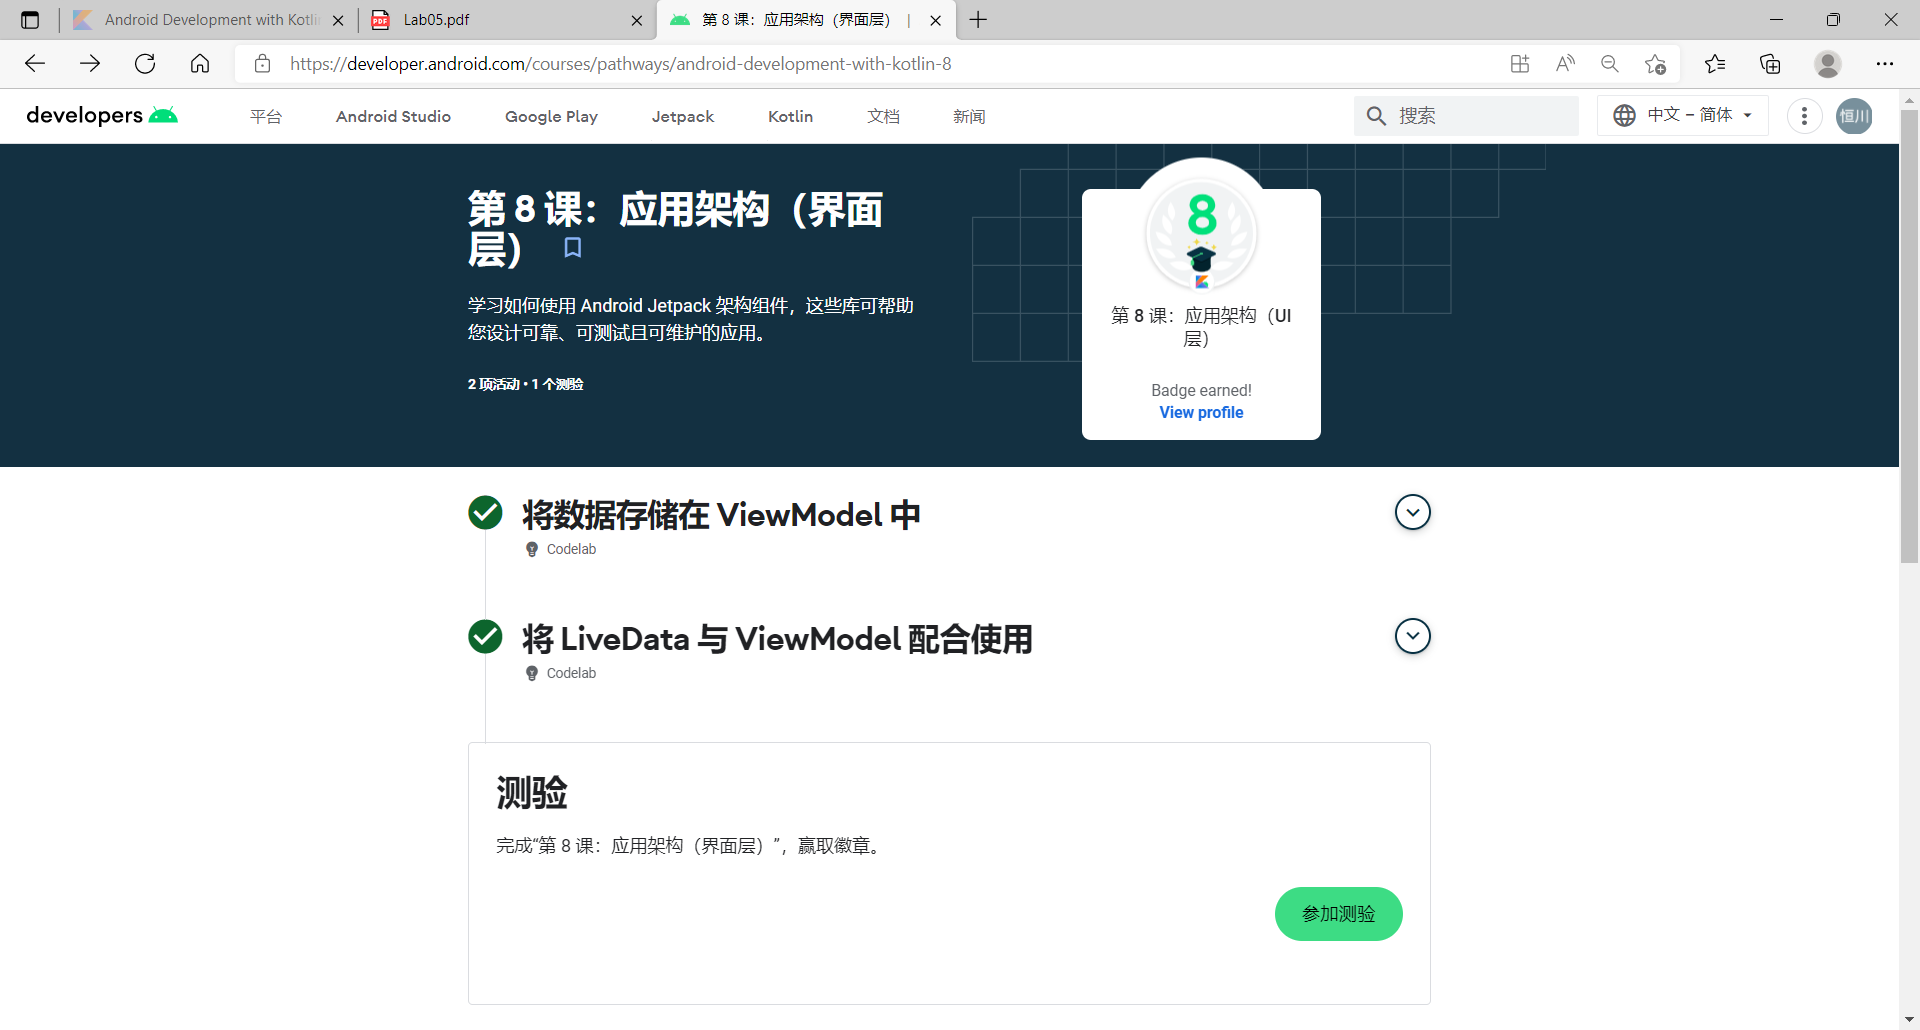 Android Development with Kotli
Lab05.pdf
第 8 课：应用架构（界面层） |
https://developer.android.com/courses/pathways/android-development-with-kotlin-8
developers
平台
Android Studio
Google Play
Jetpack
Kotlin
文档
新闻
搜索
中文 – 简体
恒川
第 8 课：应用架构（界面
层）
学习如何使用 Android Jetpack 架构组件，这些库可帮助
您设计可靠、可测试且可维护的应用。
2 项活动 • 1 个测验
8
第 8 课：应用架构（UI
层）
Badge earned!
View profile
将数据存储在 ViewModel 中
Codelab
将 LiveData 与 ViewModel 配合使用
Codelab
测验
完成“第 8 课：应用架构（界面层）”，赢取徽章。
参加测验